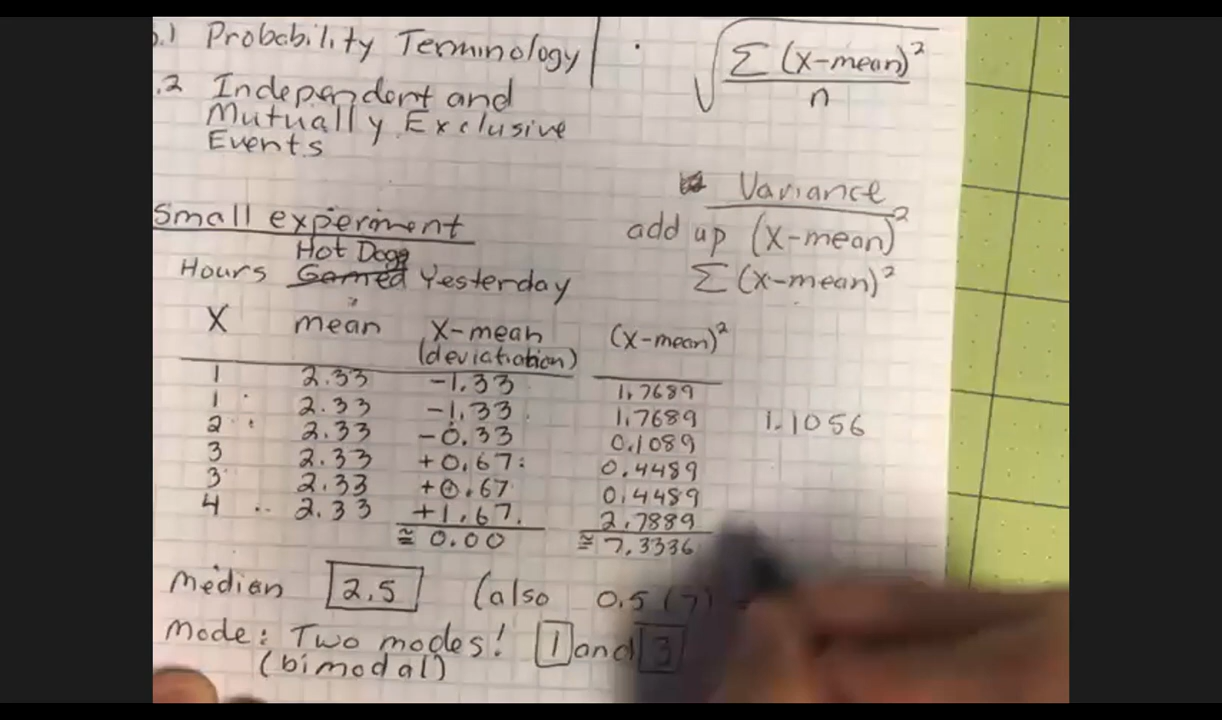 .1 Probability Terminology
.2 Independent and
Mutually Exclusive
Events
√ Σ (x-mean)²
n
Variance
add up (x-mean)²
Σ (x-mean)²
Small experiment
Hot Dogs
Hours Gamed Yesterday
X mean X-mean (x-mean)²
(deviation)
1 2.33 -1.33 1.7689
1 2.33 -1.33 1.7689 1.1056
2 2.33 -0.33 0.1089
3 2.33 +0.67 0.4489
3 2.33 +0.67 0.4489
4 2.33 +1.67 2.7889
≅ 0.00 ≅ 7.3336
median 2.5 (also 0.5(7)
Mode: Two modes! 1 and 3
(bimodal)